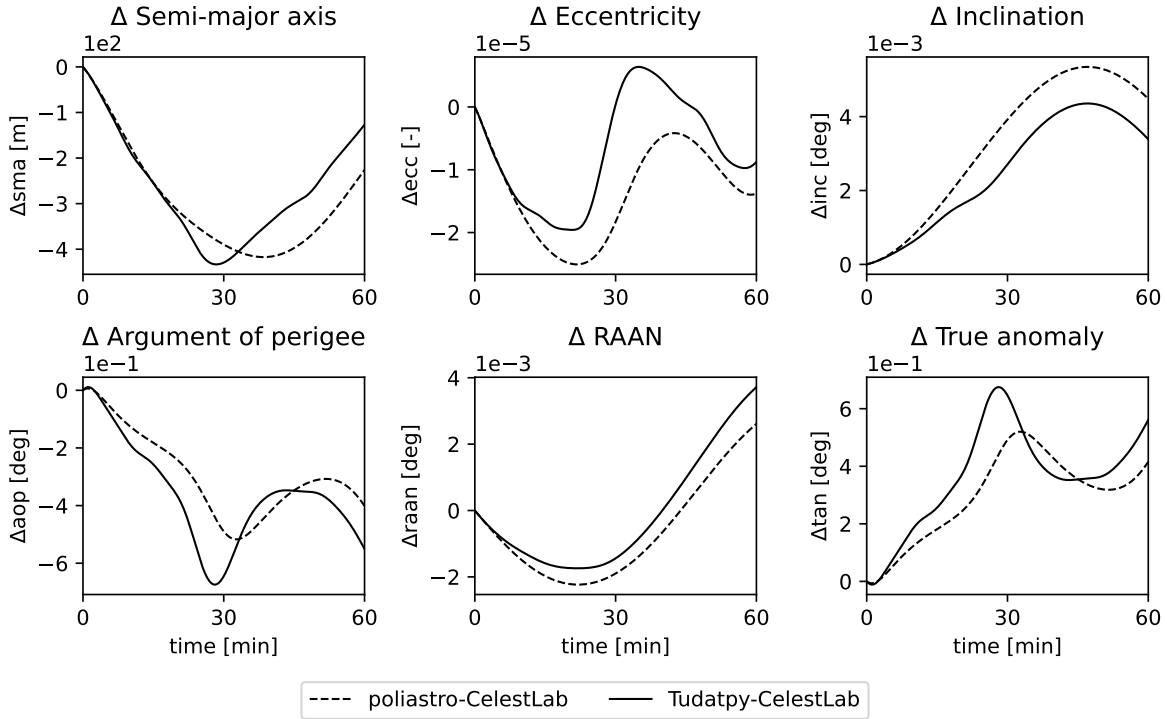 Δ Semi-major axis
1e2
0
−1
−2
−3
−4
Δsma [m]
0 30 60
Δ Eccentricity
1e−5
0
−1
−2
Δecc [-]
0 30 60
Δ Inclination
1e−3
4
2
0
Δinc [deg]
0 30 60
Δ Argument of perigee
1e−1
0
−2
−4
−6
Δaop [deg]
0 30 60
time [min]
Δ RAAN
1e−3
4
2
0
−2
Δraan [deg]
0 30 60
time [min]
Δ True anomaly
1e−1
6
4
2
0
Δtan [deg]
0 30 60
time [min]
poliastro-CelestLab
Tudatpy-CelestLab